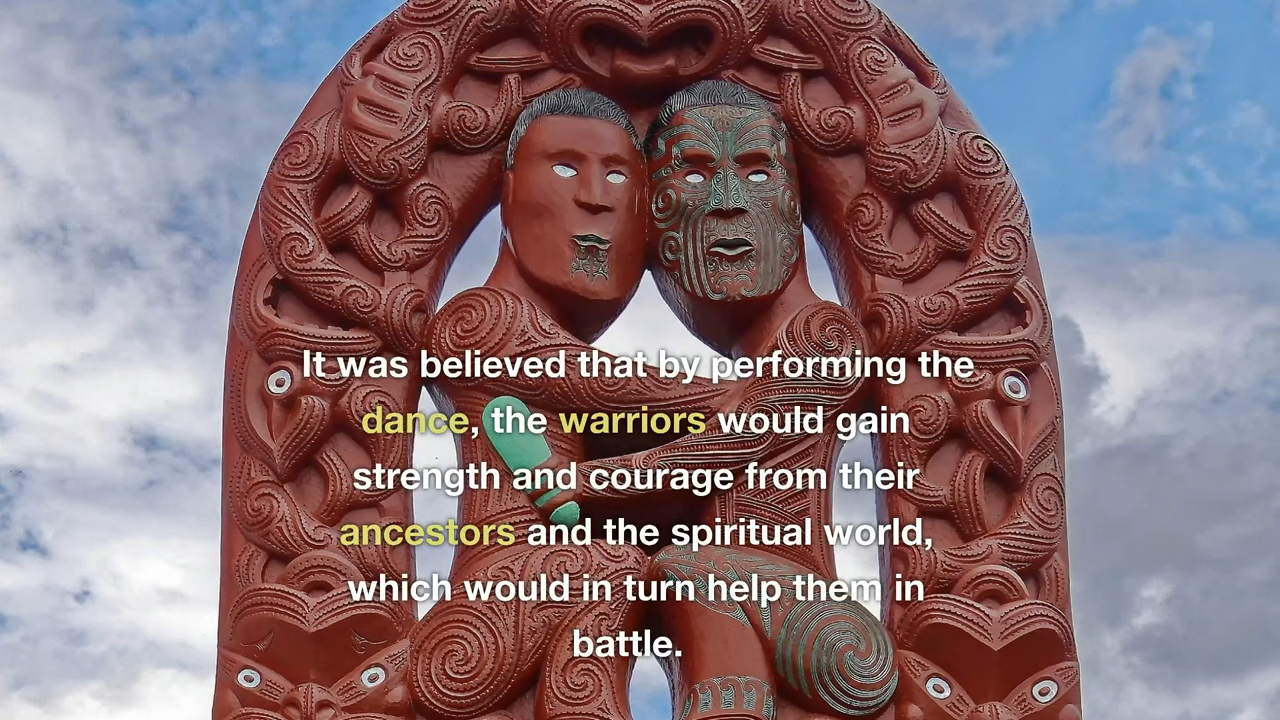 It was believed that by performing the
dance, the warriors would gain
strength and courage from their
ancestors and the spiritual world,
which would in turn help them in
battle.